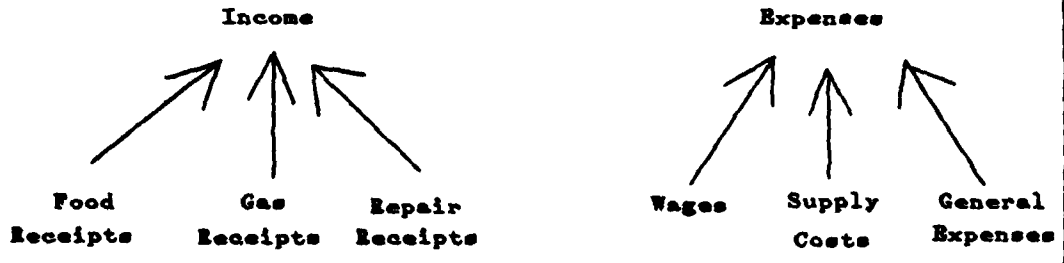 Income
Expenses
Food
Receipts
Gas
Receipts
Repair
Receipts
Wages
Supply
Costs
General
Expenses